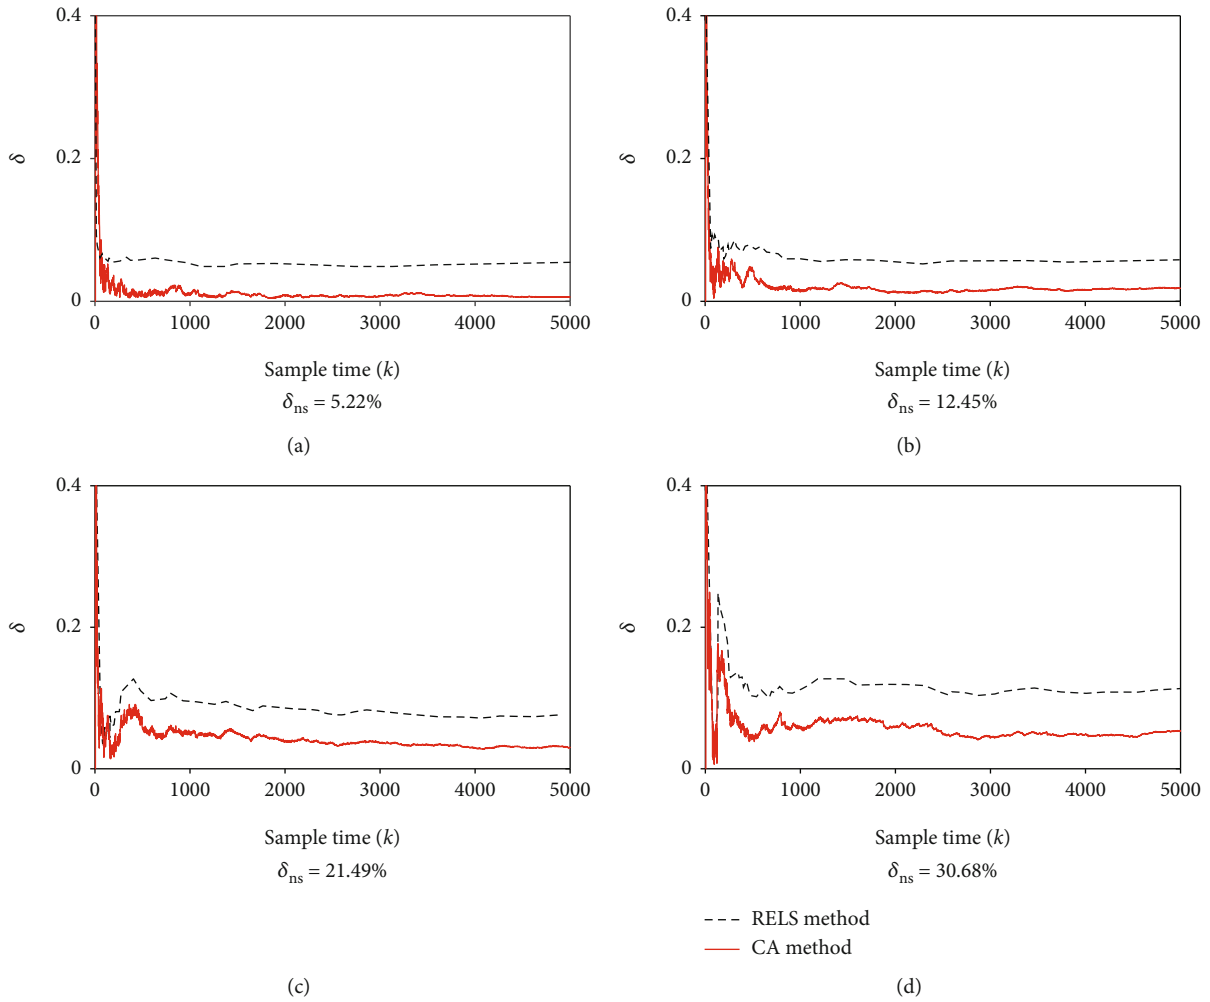 0.4
0.2
0
δ
0 1000 2000 3000 4000 5000
Sample time (k)
δns = 5.22%
(a)
0.4
0.2
0
δ
0 1000 2000 3000 4000 5000
Sample time (k)
δns = 12.45%
(b)
0.4
0.2
0
δ
0 1000 2000 3000 4000 5000
Sample time (k)
δns = 21.49%
(c)
0.4
0.2
0
δ
0 1000 2000 3000 4000 5000
Sample time (k)
δns = 30.68%
RELS method
CA method
(d)